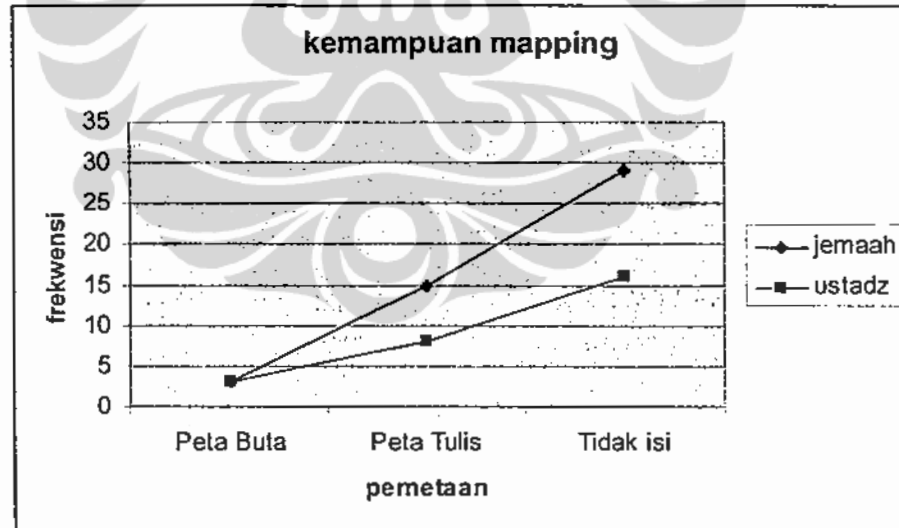 kemampuan mapping
35
30
25
20
15
10
5
0
frekwensi
Peta Buta Peta Tulis Tidak isi
pemetaan
jemaah
ustadz